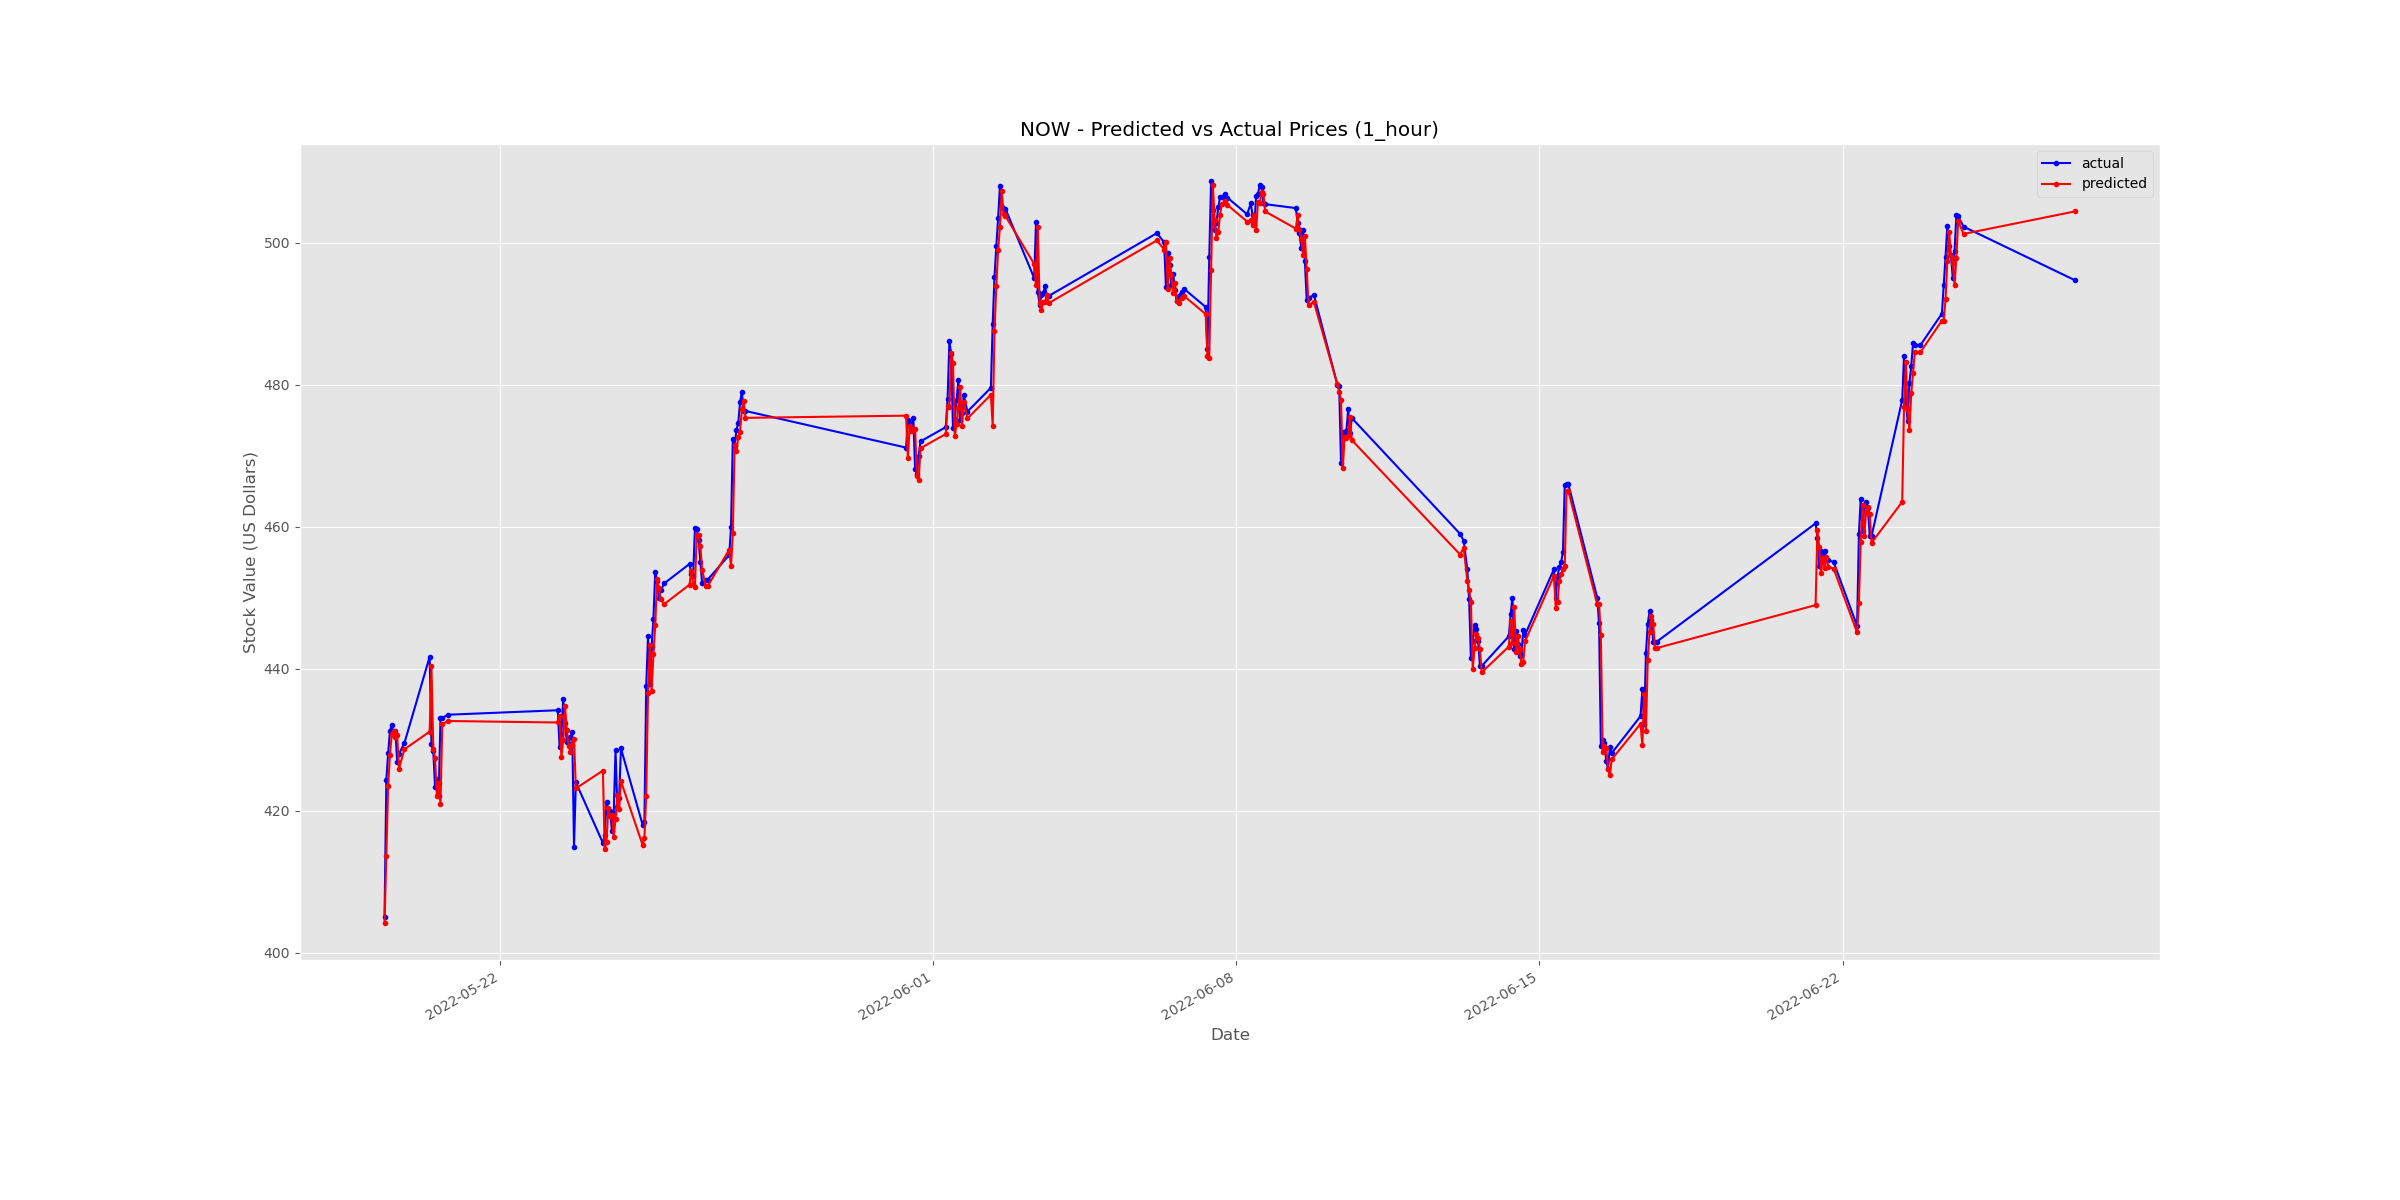 NOW - Predicted vs Actual Prices (1_hour)
actual
predicted
Stock Value (US Dollars)
500
480
460
440
420
400
2022-05-22
2022-06-01
2022-06-08
2022-06-15
2022-06-22
Date